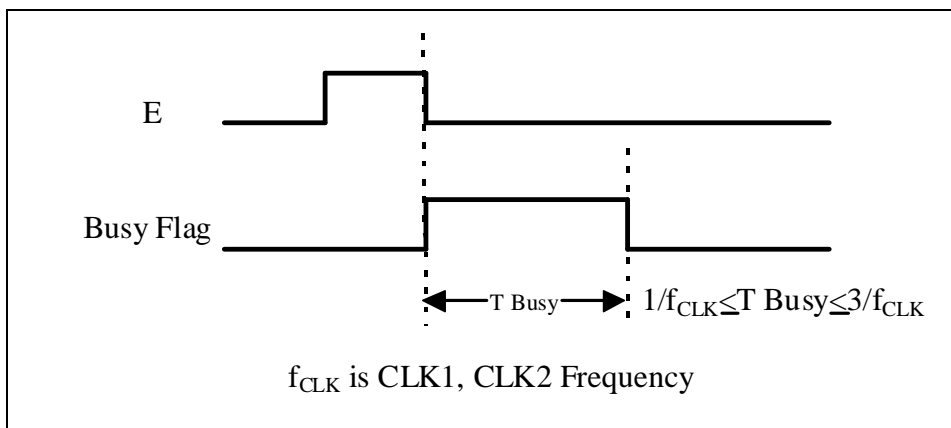 E
Busy Flag
T Busy
1/fCLK≤T Busy≤3/fCLK
fCLK is CLK1, CLK2 Frequency